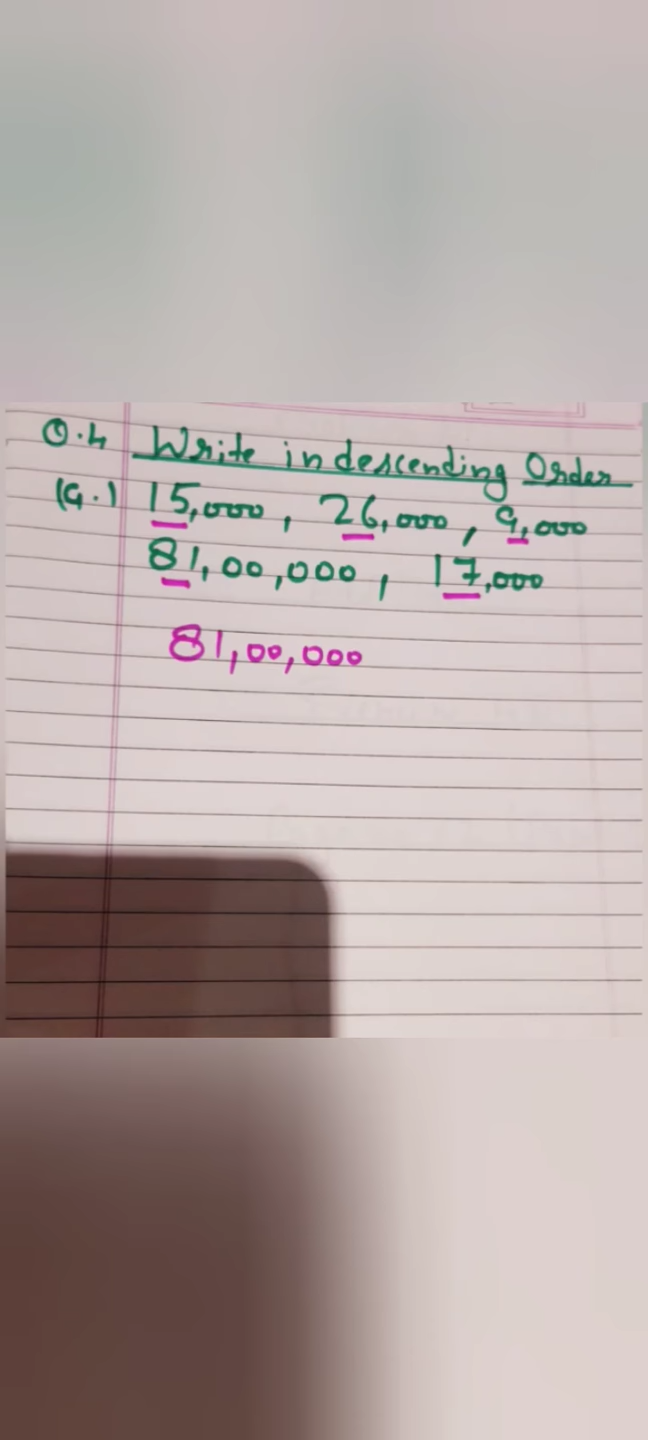 Q.4 Write in descending Order
(G.) 15,000, 26,000, 9,000
81,00,000, 17,000
81,00,000